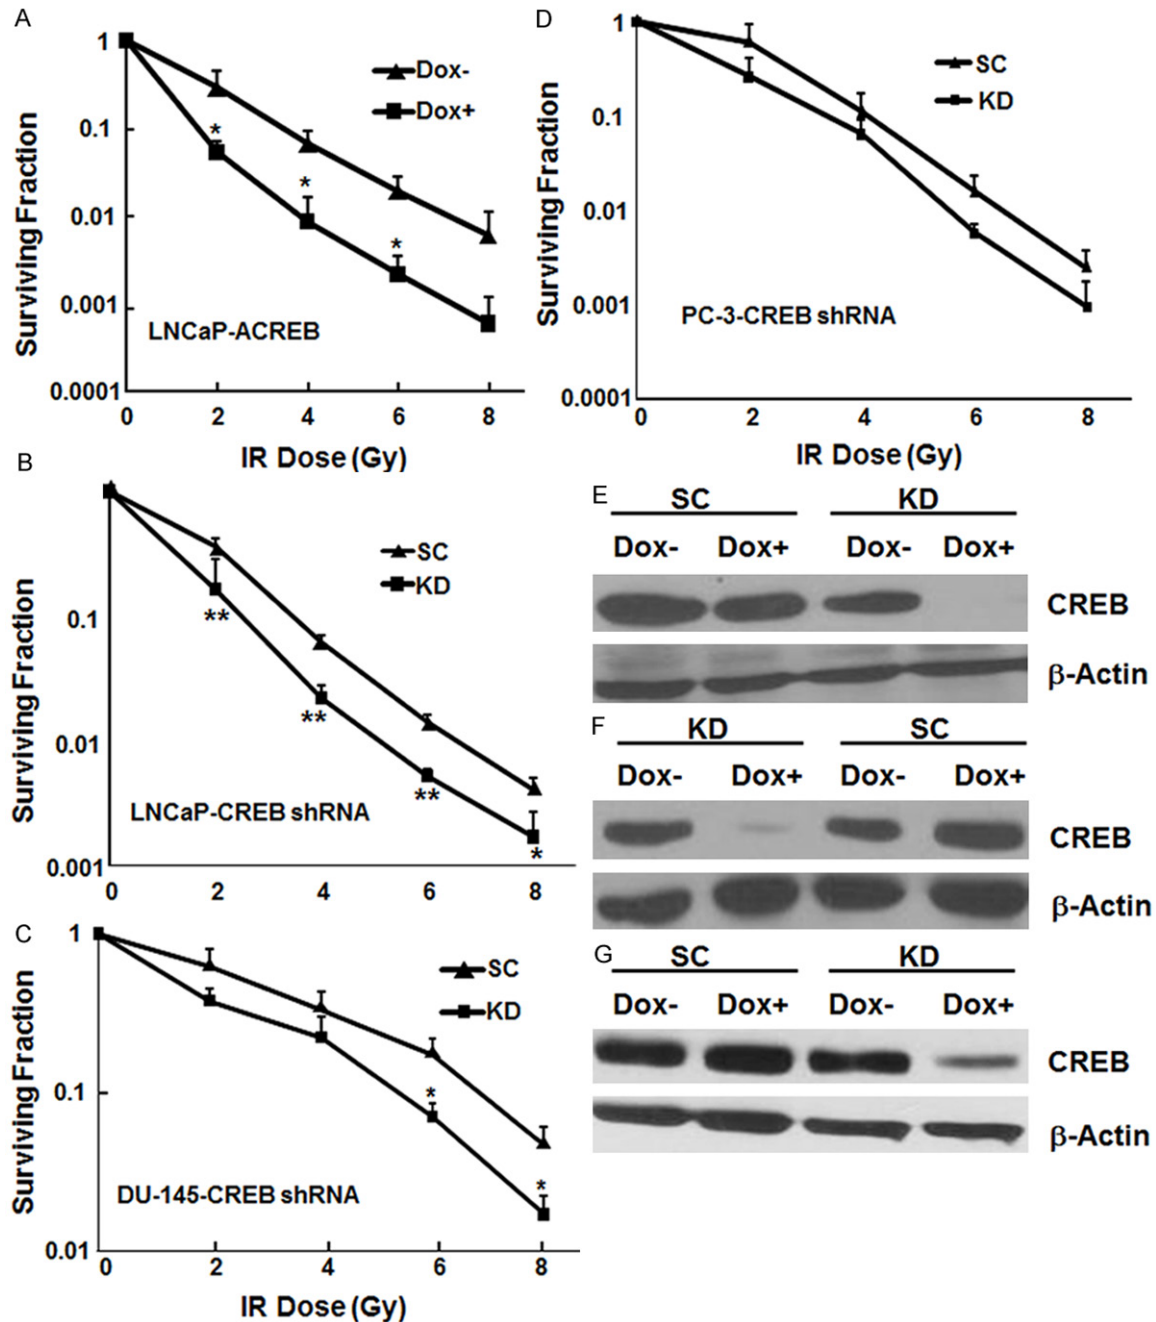 A
Surviving Fraction
1
0.1
0.01
0.001
0.0001
Dox-
Dox+
*
*
*
LNCaP-ACREB
0 2 4 6 8
IR Dose (Gy)
D
Surviving Fraction
1
0.1
0.01
0.001
0.0001
SC
KD
PC-3-CREB shRNA
0 2 4 6 8
IR Dose (Gy)
B
Surviving Fraction
0.1
0.01
0.001
SC
KD
**
**
**
*
LNCaP-CREB shRNA
0 2 4 6 8
C
Surviving Fraction
1
0.1
0.01
SC
KD
*
*
DU-145-CREB shRNA
0 2 4 6 8
IR Dose (Gy)
E
SC KD
Dox- Dox+ Dox- Dox+
CREB
β-Actin
F
KD SC
Dox- Dox+ Dox- Dox+
CREB
β-Actin
G
SC KD
Dox- Dox+ Dox- Dox+
CREB
β-Actin